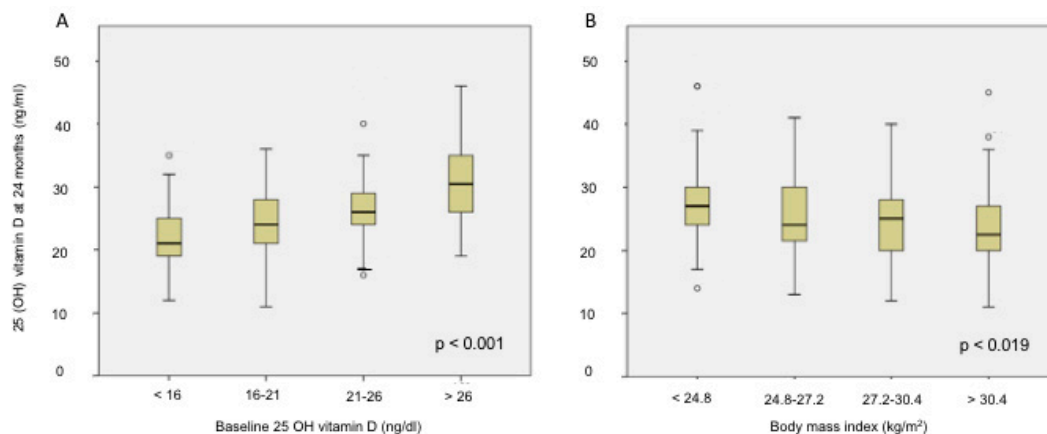 A
B
25 (OH) vitamin D at 24 months (ng/ml)
50
40
30
20
10
0
p < 0.001
< 16
16-21
21-26
> 26
Baseline 25 OH vitamin D (ng/dl)
50
40
30
20
10
0
p < 0.019
< 24.8
24.8-27.2
27.2-30.4
> 30.4
Body mass index (kg/m²)